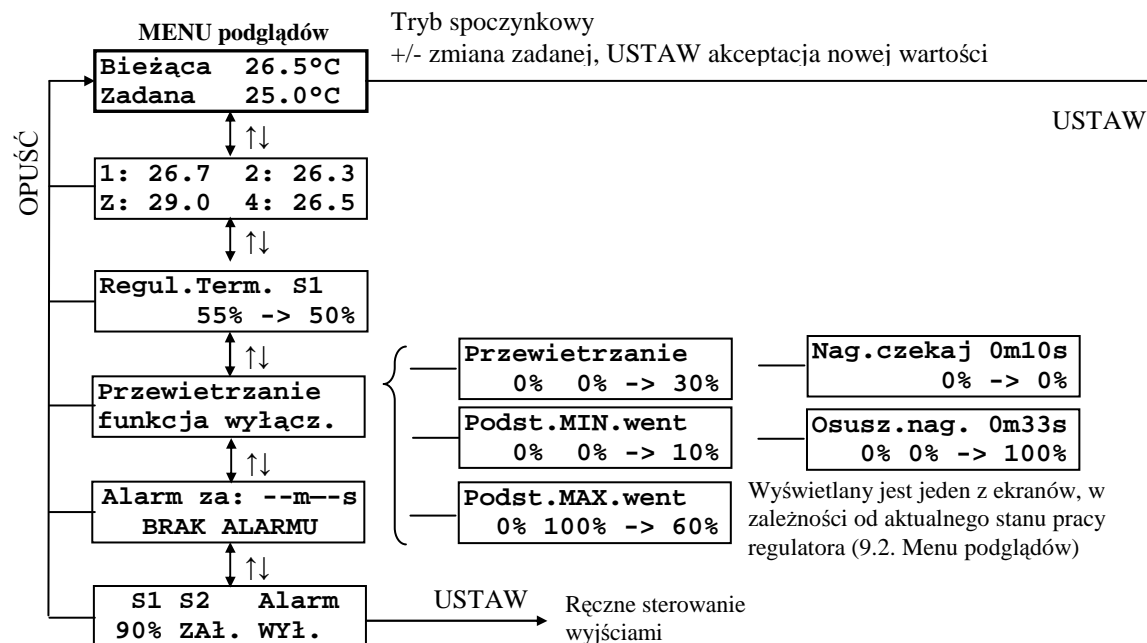 MENU podglądów
Tryb spoczynkowy
+/- zmiana zadanej, USTAW akceptacja nowej wartości
Bieżąca 26.5°C
Zadana 25.0°C
USTAW
OPUŚĆ
↑↓
1: 26.7 2: 26.3
Z: 29.0 4: 26.5
↑↓
Regul.Term. S1
55% -> 50%
↑↓
Przewietrzanie
funkcja wyłącz.
Przewietrzanie
0% 0% -> 30%
Nag.czekaj 0m10s
0% -> 0%
Podst.MIN.went
0% 0% -> 10%
Osusz.nag. 0m33s
0% 0% -> 100%
↑↓
Alarm za: --m--s
BRAK ALARMU
Podst.MAX.went
0% 100% -> 60%
Wyświetlany jest jeden z ekranów, w
zależności od aktualnego stanu pracy
regulatora (9.2. Menu podglądów)
↑↓
S1 S2 Alarm
90% ZAŁ. WYŁ.
USTAW
Ręczne sterowanie
wyjściami